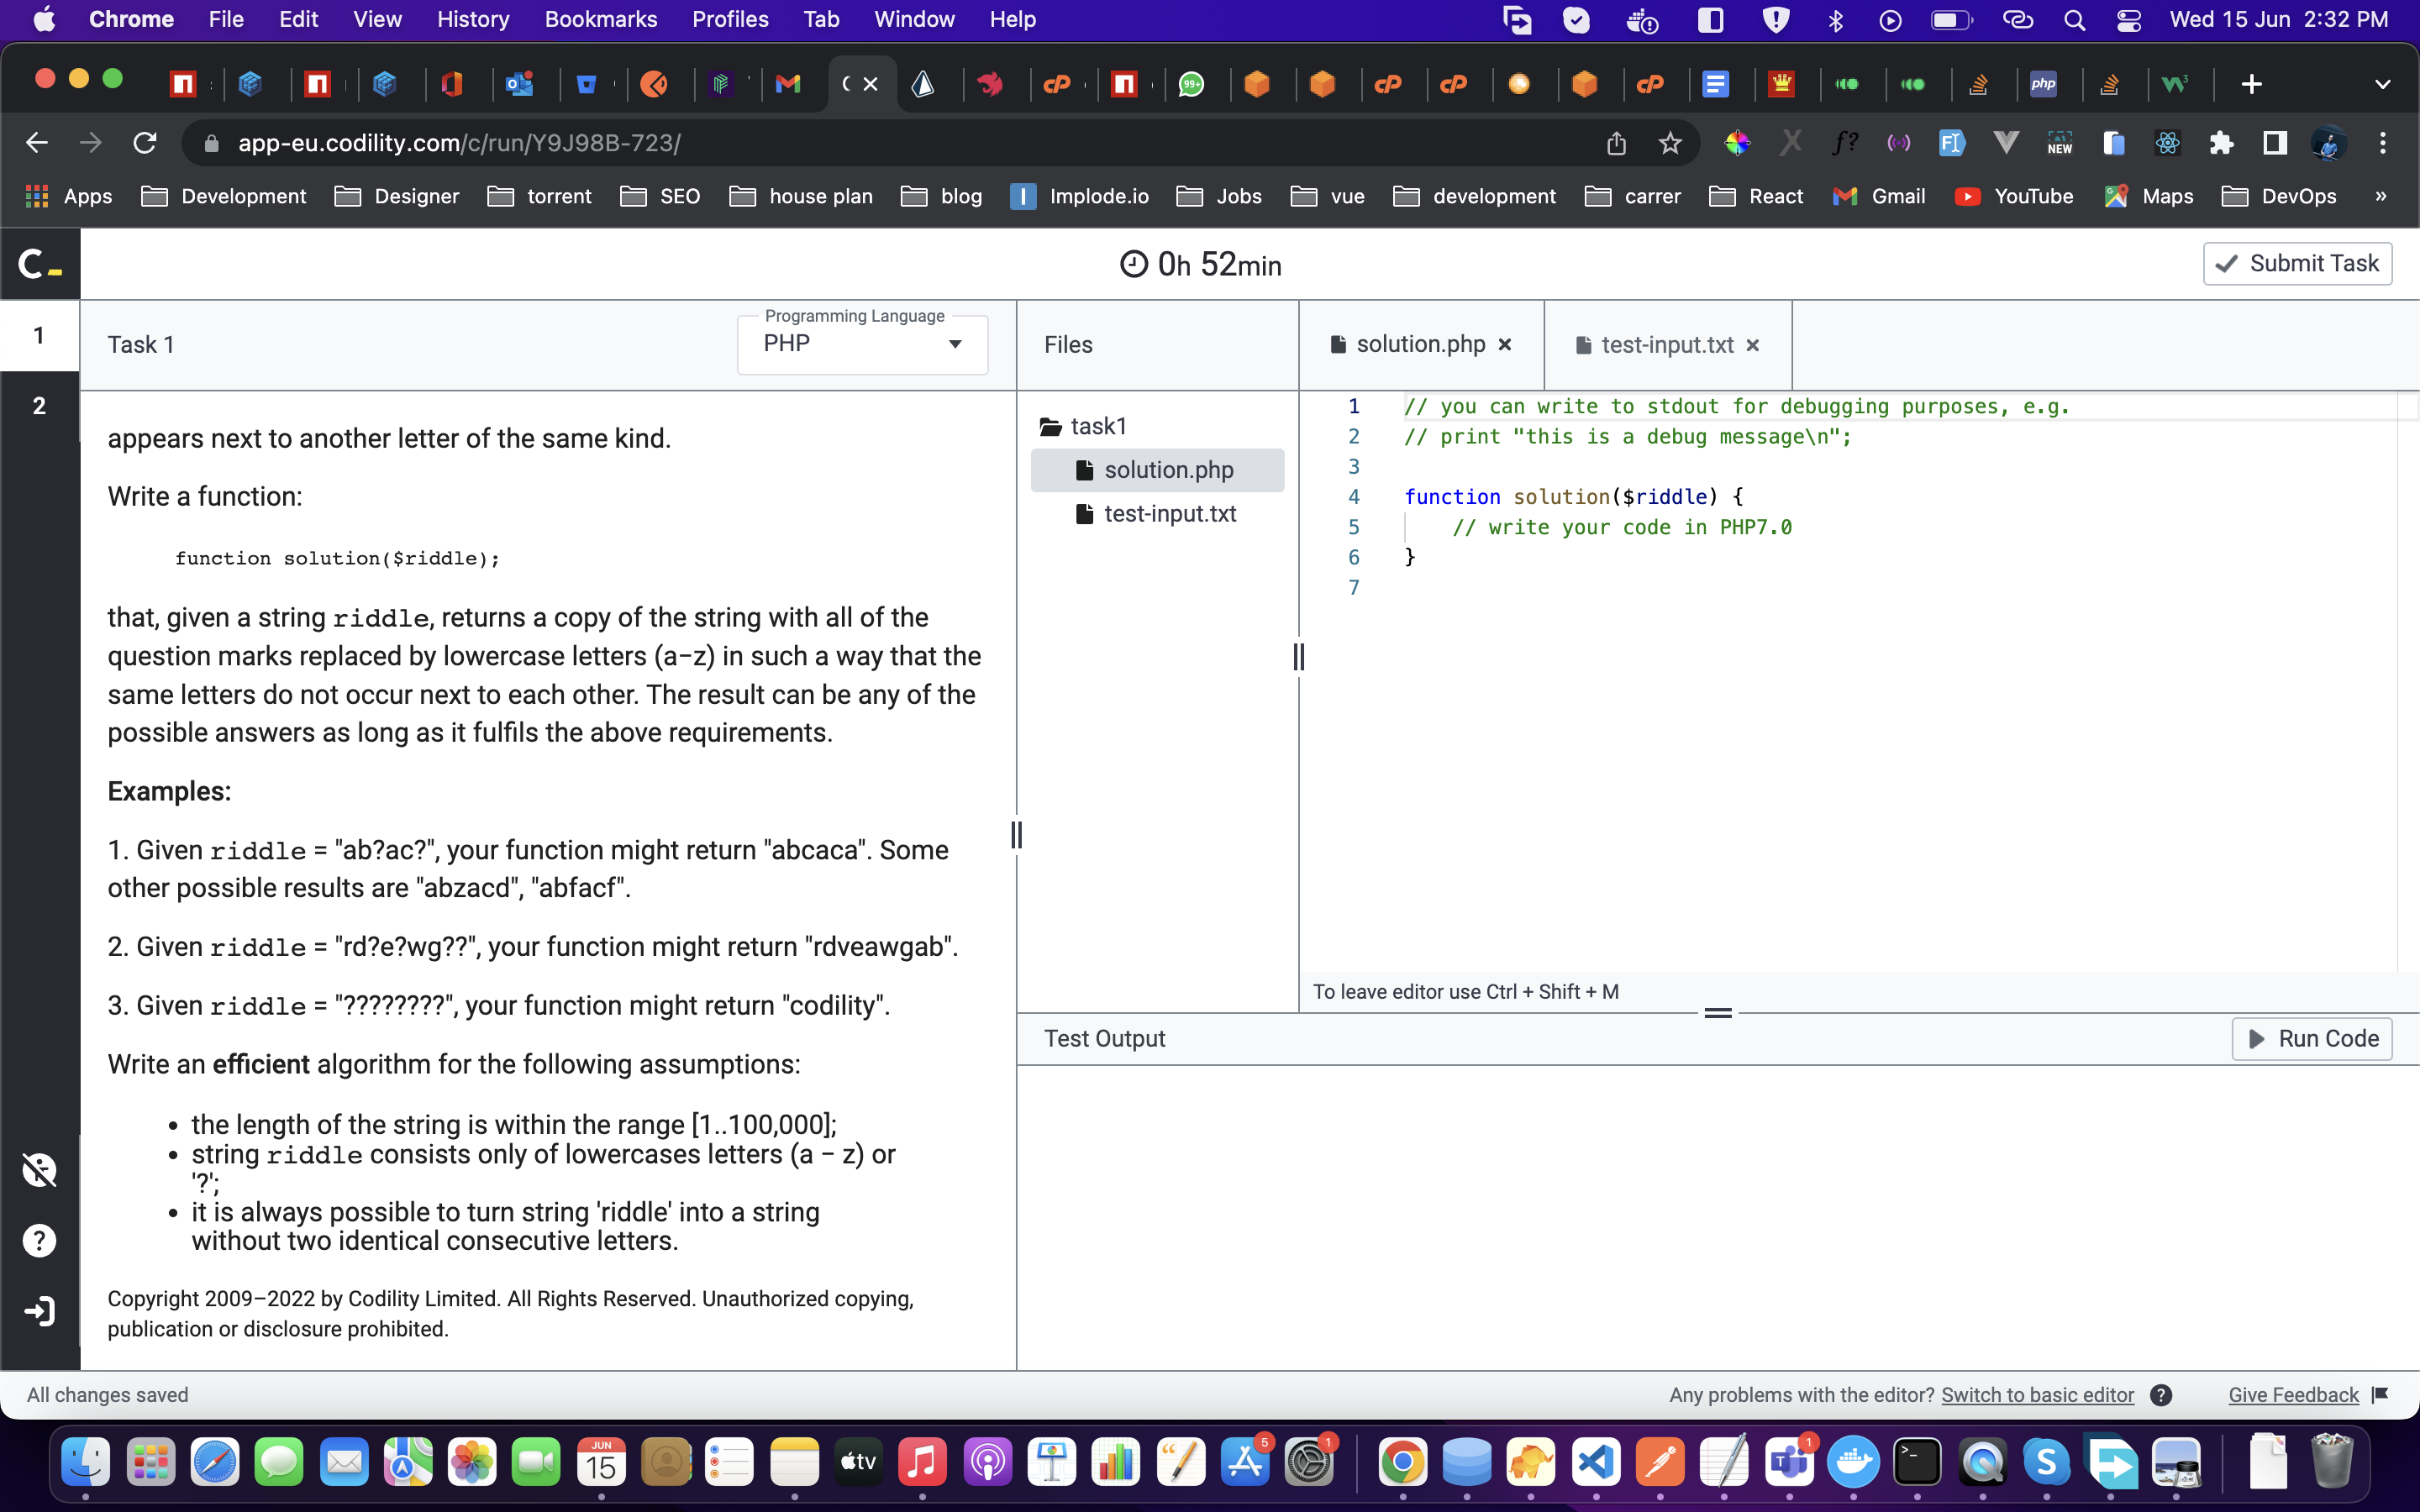 Chrome File Edit View History Bookmarks Profiles Tab Window Help Wed 15 Jun 2:32 PM
99+ php
app-eu.codility.com/c/run/Y9J98B-723/ NEW
Apps Development Designer torrent SEO house plan blog Implode.io Jobs vue development carrer React Gmail YouTube Maps DevOps »
0h 52min Submit Task
1
2
Task 1
Programming Language
PHP
appears next to another letter of the same kind.
Write a function:
function solution($riddle);
that, given a string riddle, returns a copy of the string with all of the
question marks replaced by lowercase letters (a−z) in such a way that the
same letters do not occur next to each other. The result can be any of the
possible answers as long as it fulfils the above requirements.
Examples:
1. Given riddle = "ab?ac?", your function might return "abcaca". Some
other possible results are "abzacd", "abfacf".
2. Given riddle = "rd?e?wg??", your function might return "rdveawgab".
3. Given riddle = "????????", your function might return "codility".
Write an efficient algorithm for the following assumptions:
• the length of the string is within the range [1..100,000];
• string riddle consists only of lowercases letters (a − z) or
'?';
• it is always possible to turn string 'riddle' into a string
without two identical consecutive letters.
Copyright 2009–2022 by Codility Limited. All Rights Reserved. Unauthorized copying,
publication or disclosure prohibited.
Files
task1
solution.php
test-input.txt
solution.php × test-input.txt ×
1 // you can write to stdout for debugging purposes, e.g.
2 // print "this is a debug message\n";
3
4 function solution($riddle) {
5 // write your code in PHP7.0
6 }
7
To leave editor use Ctrl + Shift + M
Test Output Run Code
All changes saved Any problems with the editor? Switch to basic editor ? Give Feedback
JUN
15
tv
5
1
1